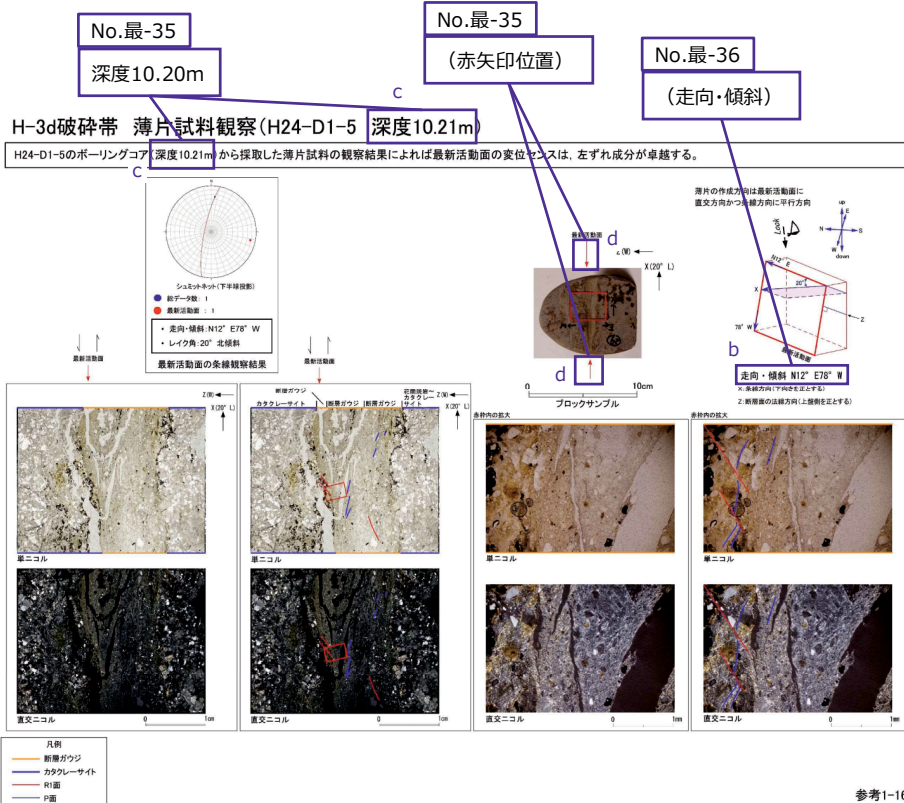 No.最-35
深度10.20m
No.最-35
（赤矢印位置）
No.最-36
（走向・傾斜）
c
H-3d破砕帯 薄片試料観察（H24-D1-5 深度10.21m）
H24-D1-5のボーリングコア（深度10.21m）から採取した薄片試料の観察結果によれば最新活動面の変位センスは、左ずれ成分が卓越する。
c
N
シュミットネット（下半球投影）
総データ数：1
最新活動面：1
・走向・傾斜：N12°E78°W
・レイク角：20°北傾斜
最新活動面の条線観察結果
d
最新活動面
(W)
X(20°L)
d
0 10cm
ブロックサンプル
薄片の作成方向は最新活動面に
直交方向かつ条線方向に平行方向
Look
up
E
N
S
W
down
N12°E
X
20°
Z
78°W
最新活動面
b
走向・傾斜 N12°E78°W
X：条線方向（下向きを正とする）
Z：断層面の法線方向（上盤側を正とする）
最新活動面
Z(W)
X(20°L)
単ニコル
直交ニコル
0 1cm
最新活動面
断層ガウジ
カタクレーサイト
断層ガウジ
断層ガウジ
花崗斑岩～カタクレーサイト
Z(W)
X(20°L)
単ニコル
直交ニコル
0 1cm
赤枠内の拡大
単ニコル
直交ニコル
0 1mm
赤枠内の拡大
単ニコル
直交ニコル
0 1mm
凡例
断層ガウジ
カタクレーサイト
R1面
P面
参考1-16